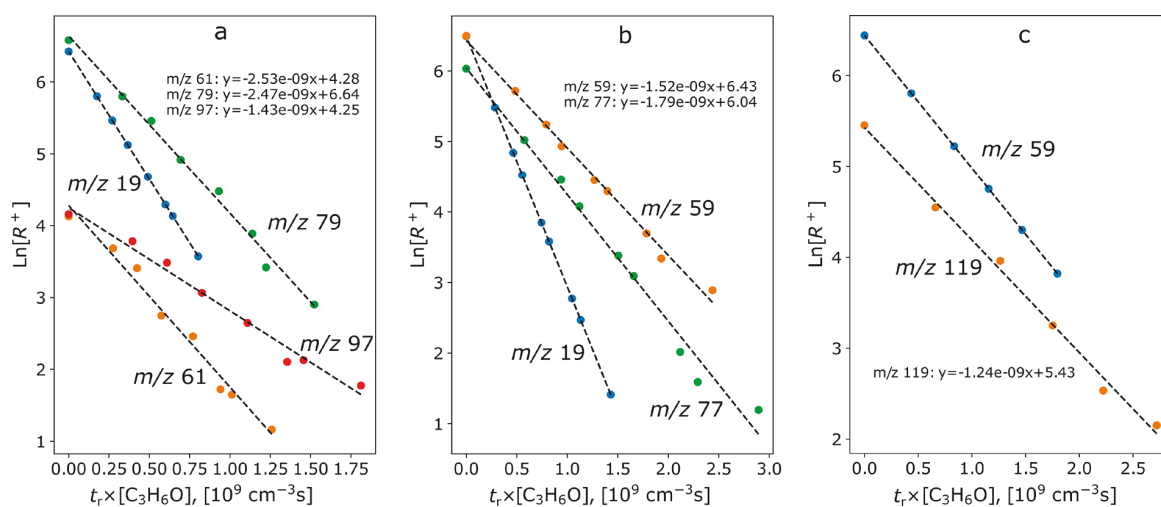 a
m/z 61: y=-2.53e-09x+4.28
m/z 79: y=-2.47e-09x+6.64
m/z 97: y=-1.43e-09x+4.25
m/z 19
m/z 79
m/z 97
m/z 61
Ln[R⁺]
6
5
4
3
2
1
0.00 0.25 0.50 0.75 1.00 1.25 1.50 1.75
tᵣ×[C₃H₆O], [10⁹ cm⁻³s]
b
m/z 59: y=-1.52e-09x+6.43
m/z 77: y=-1.79e-09x+6.04
m/z 59
m/z 19
m/z 77
Ln[R⁺]
6
5
4
3
2
1
0.0 0.5 1.0 1.5 2.0 2.5 3.0
tᵣ×[C₃H₆O], [10⁹ cm⁻³s]
c
m/z 59
m/z 119
m/z 119: y=-1.24e-09x+5.43
Ln[R⁺]
6
5
4
3
2
0.0 0.5 1.0 1.5 2.0 2.5
tᵣ×[C₃H₆O], [10⁹ cm⁻³s]